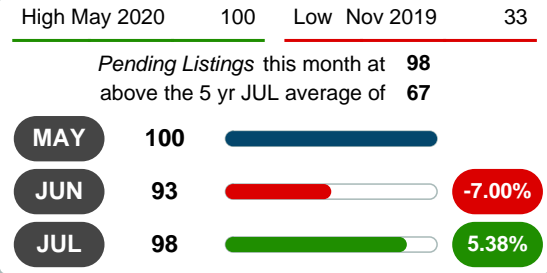 High May 2020 100 Low Nov 2019 33
Pending Listings this month at 98
above the 5 yr JUL average of 67
MAY 100
JUN 93 -7.00%
JUL 98 5.38%